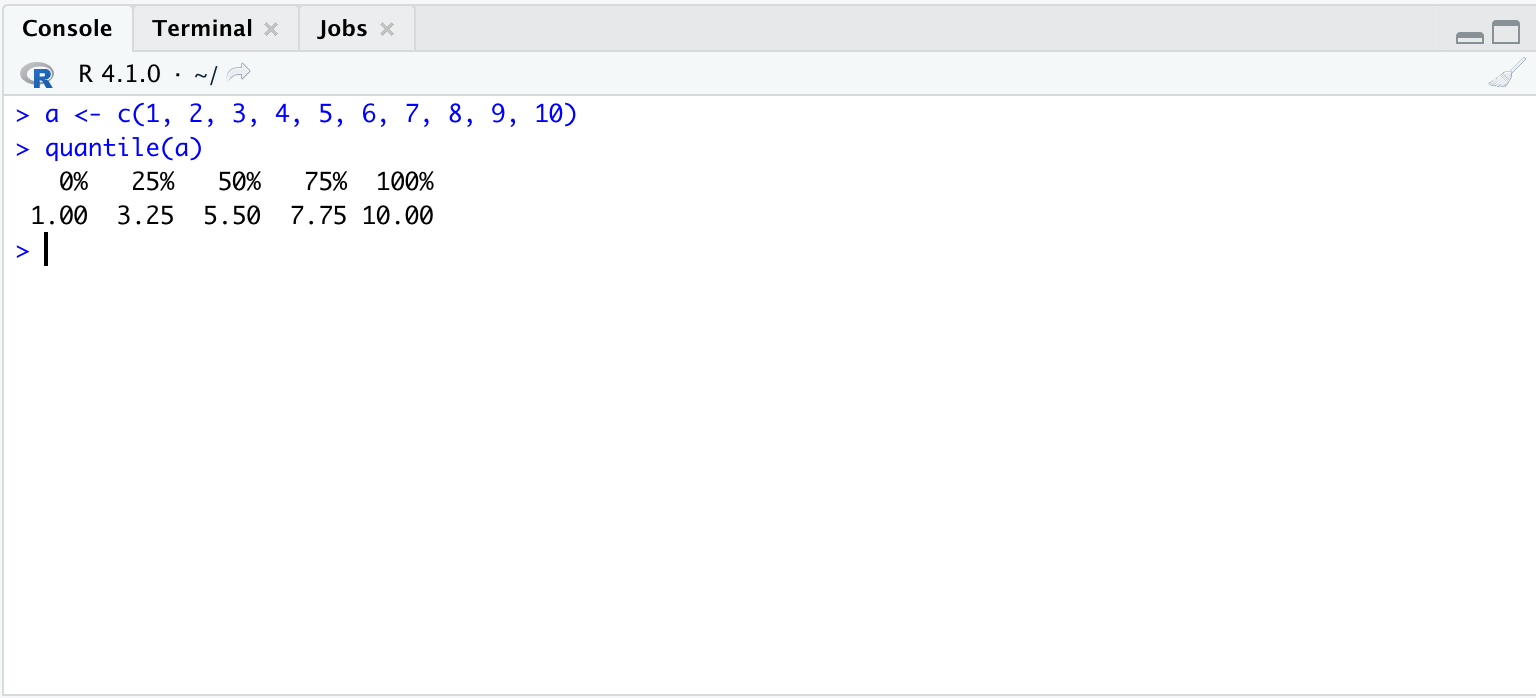 Console Terminal Jobs
R R 4.1.0 · ~/
> a <- c(1, 2, 3, 4, 5, 6, 7, 8, 9, 10)
> quantile(a)
0% 25% 50% 75% 100%
1.00 3.25 5.50 7.75 10.00
>